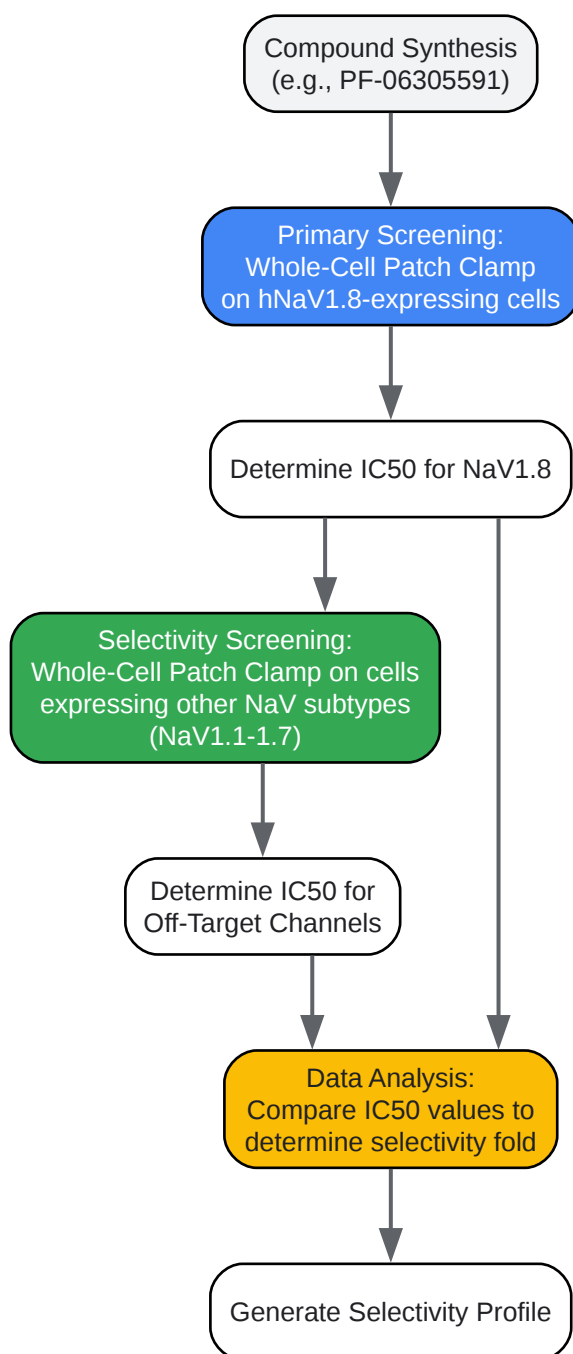 Compound Synthesis
(e.g., PF-06305591)
Primary Screening:
Whole-Cell Patch Clamp
on hNaV1.8-expressing cells
Determine IC50 for NaV1.8
Selectivity Screening:
Whole-Cell Patch Clamp on cells
expressing other NaV subtypes
(NaV1.1-1.7)
Determine IC50 for
Off-Target Channels
Data Analysis:
Compare IC50 values to
determine selectivity fold
Generate Selectivity Profile